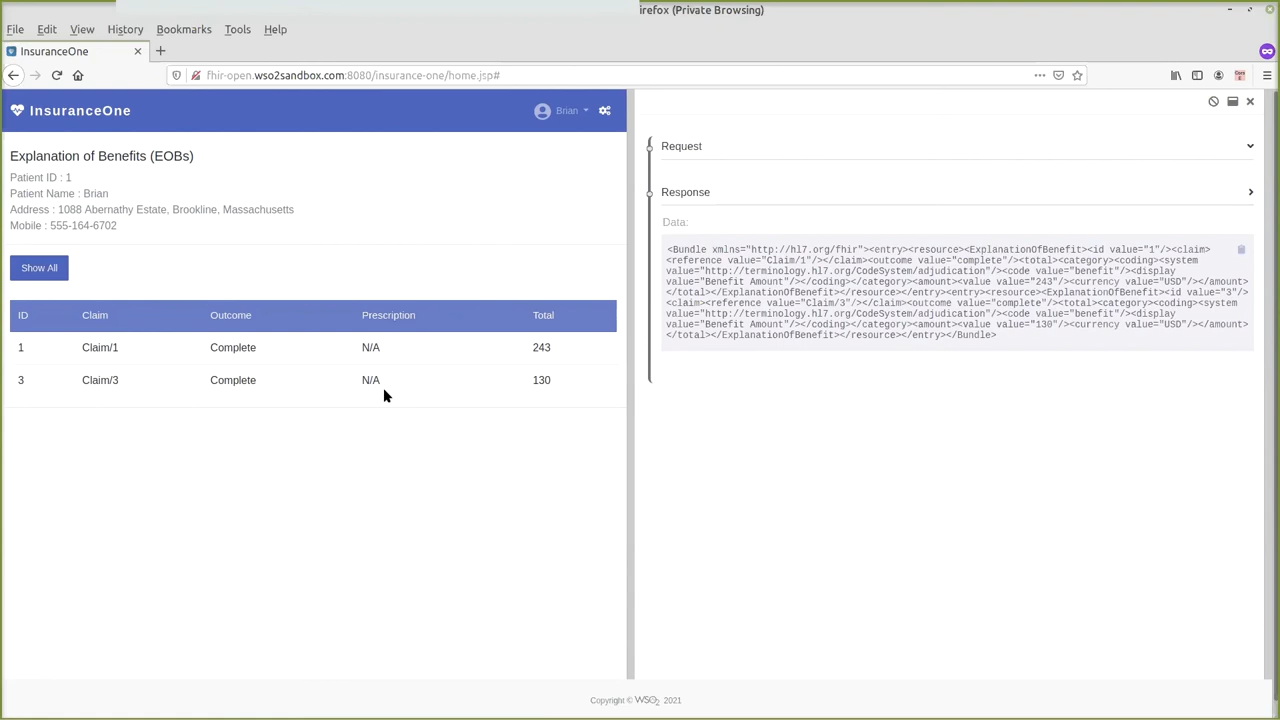 irefox (Private Browsing)
File Edit View History Bookmarks Tools Help
InsuranceOne
fhir-open.wso2sandbox.com:8080/insurance-one/home.jsp#
InsuranceOne
Brian
Explanation of Benefits (EOBs)
Patient ID : 1
Patient Name : Brian
Address : 1088 Abernathy Estate, Brookline, Massachusetts
Mobile : 555-164-6702
Show All
ID Claim Outcome Prescription Total
1 Claim/1 Complete N/A 243
3 Claim/3 Complete N/A 130
Request
Response
Data:
<Bundle xmlns="http://hl7.org/fhir"><entry><resource><ExplanationOfBenefit><id value="1"/><claim>
<reference value="Claim/1"/></claim><outcome value="complete"/><total><category><coding><system
value="http://terminology.hl7.org/CodeSystem/adjudication"/><code value="benefit"/><display
value="Benefit Amount"/></coding></category><amount><value value="243"/><currency value="USD"/></amount>
</total></ExplanationOfBenefit></resource></entry><entry><resource><ExplanationOfBenefit><id value="3"/>
<claim><reference value="Claim/3"/></claim><outcome value="complete"/><total><category><coding><system
value="http://terminology.hl7.org/CodeSystem/adjudication"/><code value="benefit"/><display
value="Benefit Amount"/></coding></category><amount><value value="130"/><currency value="USD"/></amount>
</total></ExplanationOfBenefit></resource></entry></Bundle>
Copyright © WSO2 2021